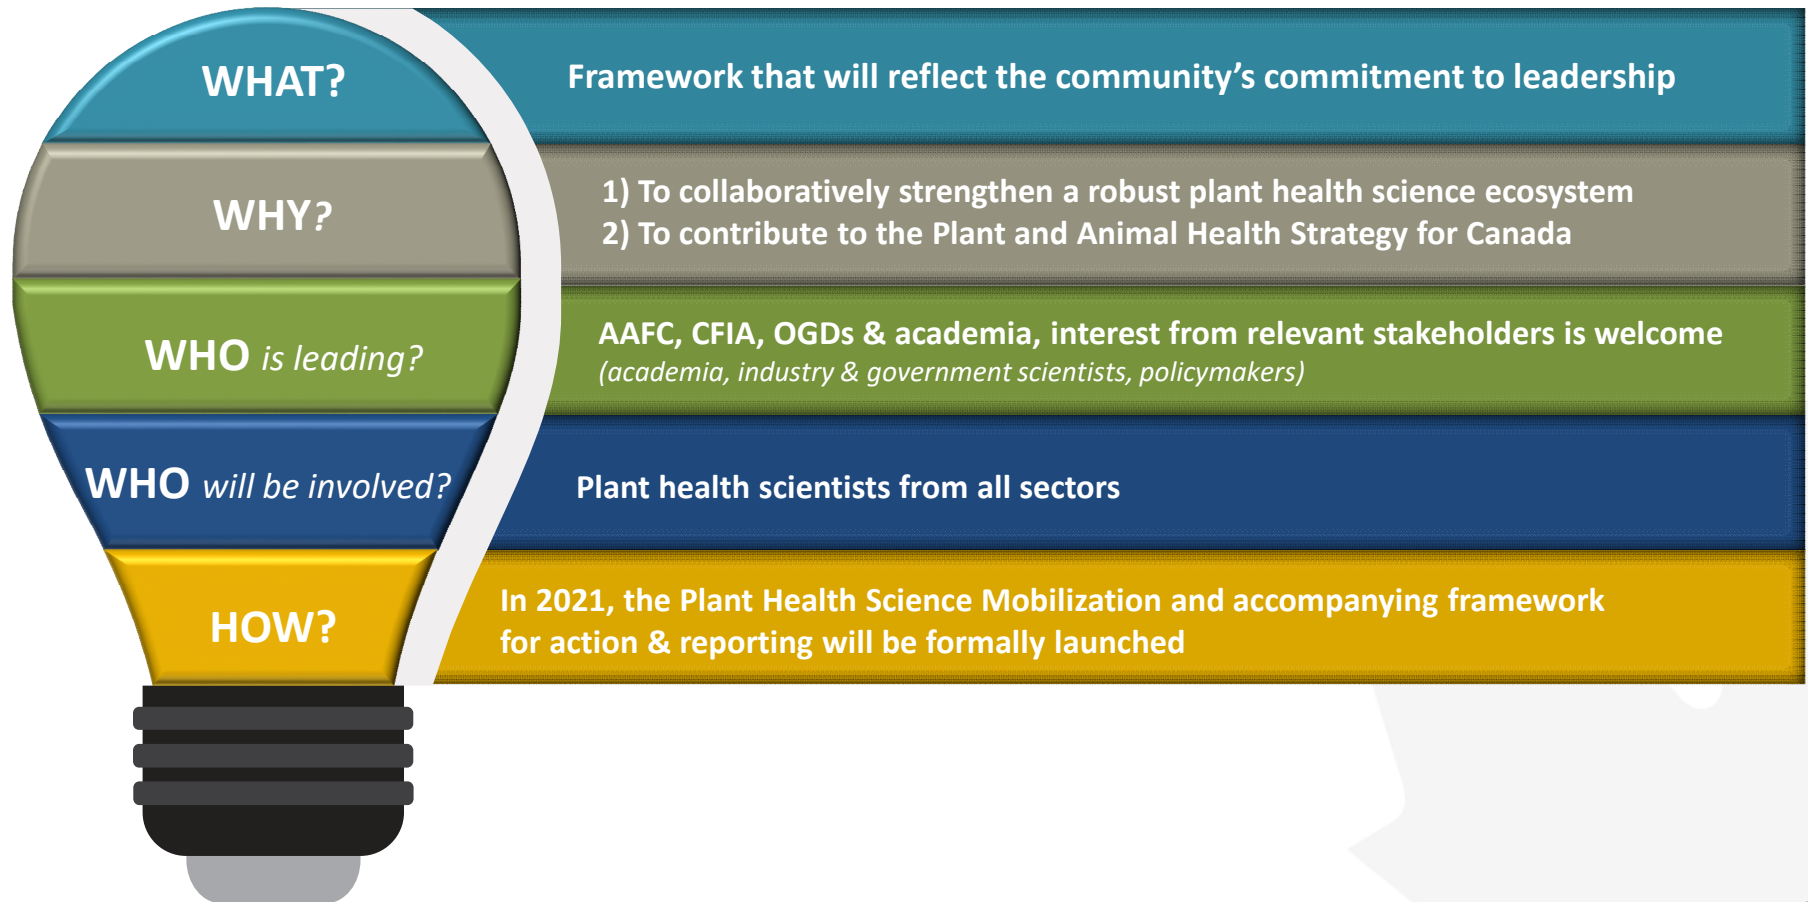 WHAT?
Framework that will reflect the community’s commitment to leadership
WHY?
1) To collaboratively strengthen a robust plant health science ecosystem
2) To contribute to the Plant and Animal Health Strategy for Canada
WHO is leading?
AAFC, CFIA, OGDs & academia, interest from relevant stakeholders is welcome
(academia, industry & government scientists, policymakers)
WHO will be involved?
Plant health scientists from all sectors
HOW?
In 2021, the Plant Health Science Mobilization and accompanying framework
for action & reporting will be formally launched